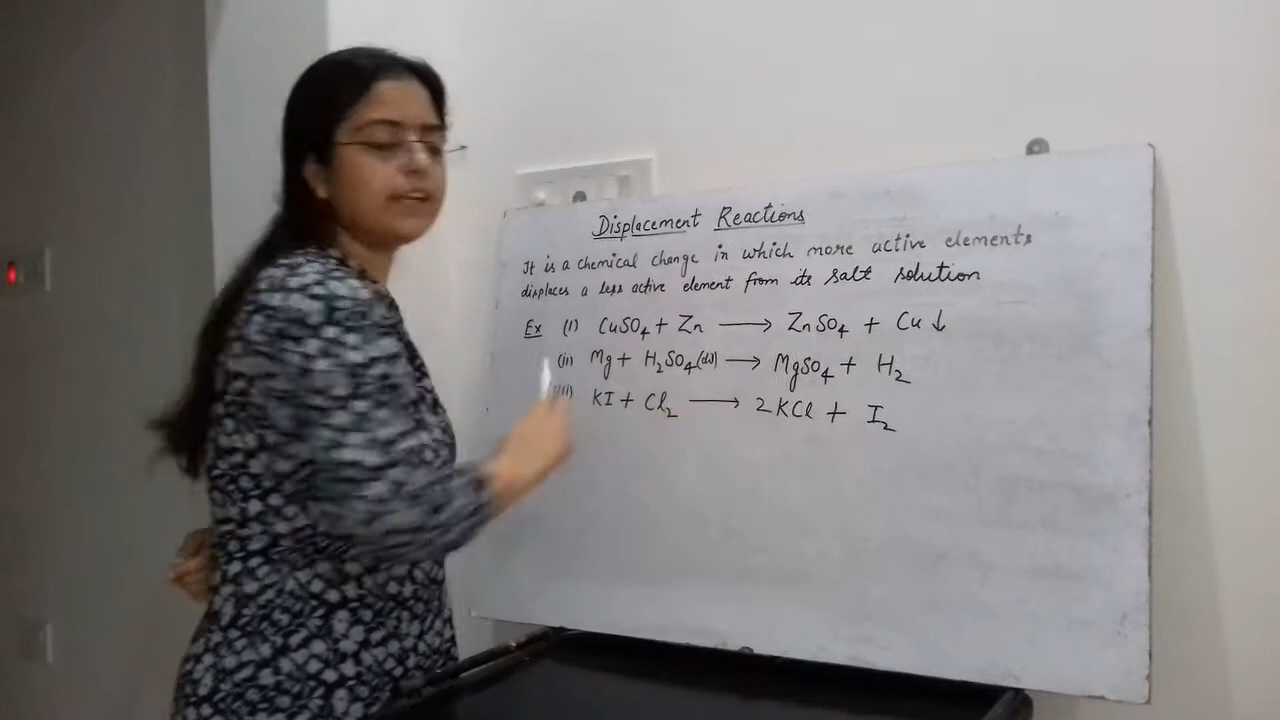 Displacement Reactions
It is a chemical change in which more active elements
displaces a less active element from its salt solution
Ex (i) CuSO₄ + Zn ⟶ ZnSO₄ + Cu ↓
(ii) Mg + H₂SO₄(dil) ⟶ MgSO₄ + H₂
(iii) KI + Cl₂ ⟶ 2KCl + I₂